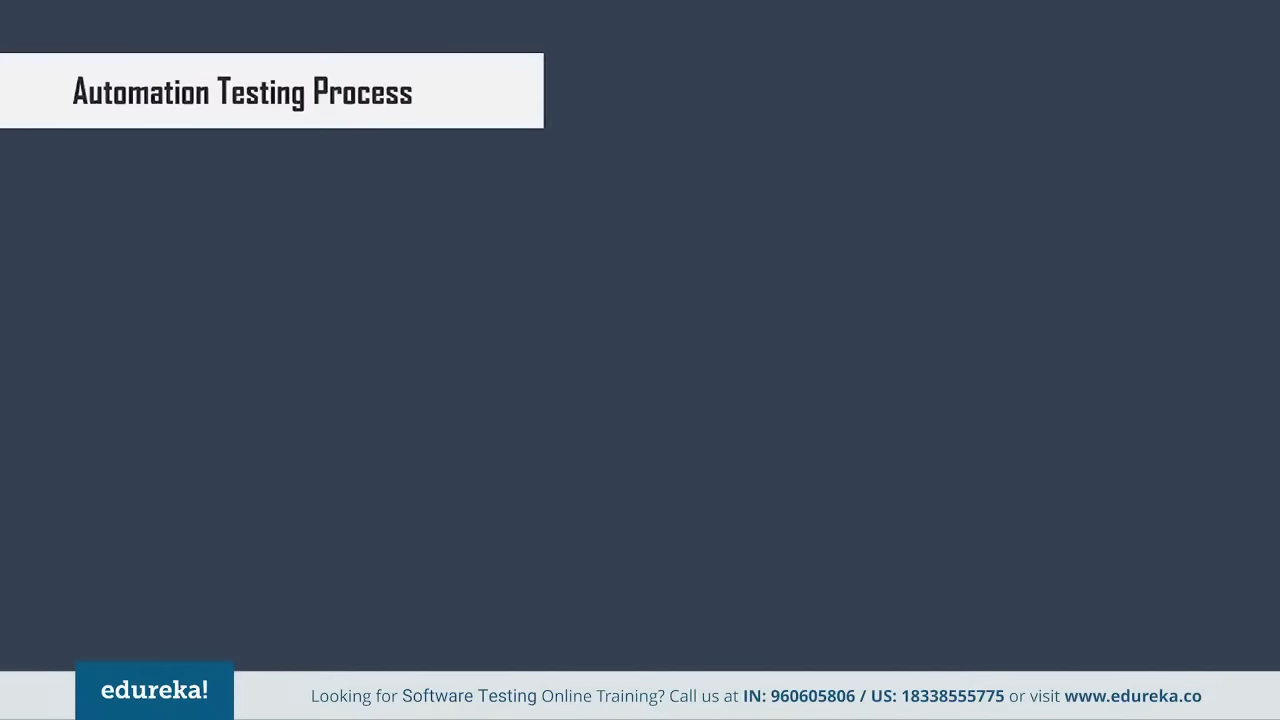 Automation Testing Process
edureka!
Looking for Software Testing Online Training? Call us at IN: 960605806 / US: 18338555775 or visit www.edureka.co